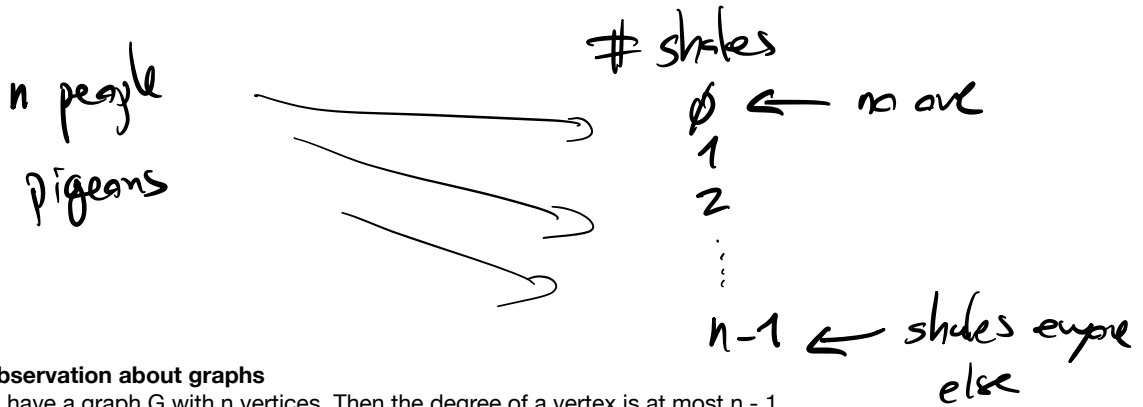 # shakes
n people
pigeons
0 ← no one
1
2
⋮
n-1 ← shakes everyone
else
bservation about graphs
have a graph G with n vertices. Then the degree of a vertex is at most n - 1